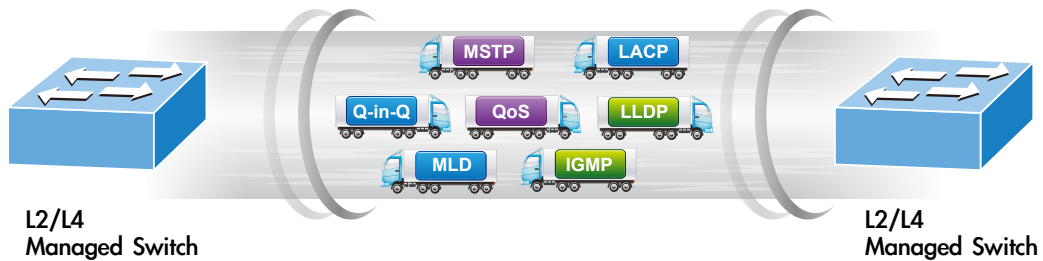 MSTP
LACP
Q-in-Q
QoS
LLDP
MLD
IGMP
L2/L4
Managed Switch
L2/L4
Managed Switch